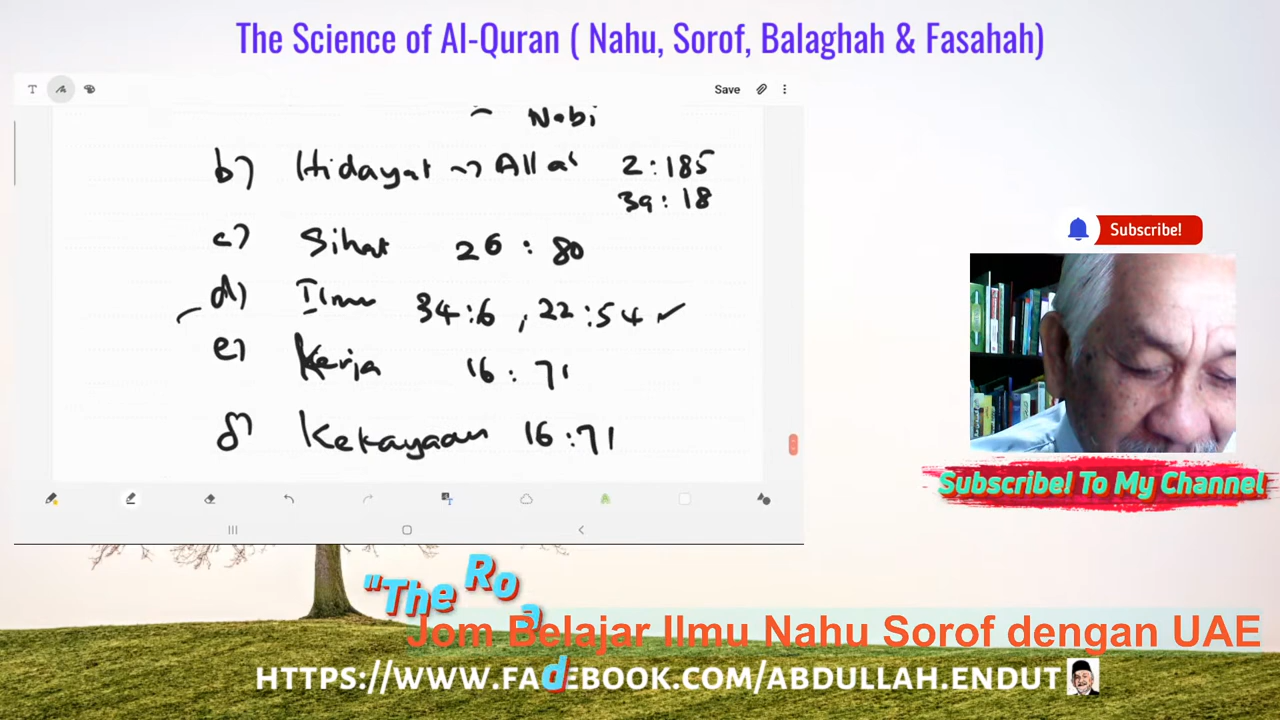 The Science of Al-Quran ( Nahu, Sorof, Balaghah & Fasahah)
T
Save
Nabi
b) Hidayat → Allah 2:185
39:18
c) Sihat 26:80
d) Ilmu 34:6, 22:54 ✓
e) Kerja 16:71
f) Kekayaan 16:71
Subscribe!
Subscribe! To My Channel
"The Roa
d
Jom Belajar Ilmu Nahu Sorof dengan UAE
HTTPS://WWW.FACEBOOK.COM/ABDULLAH.ENDUT